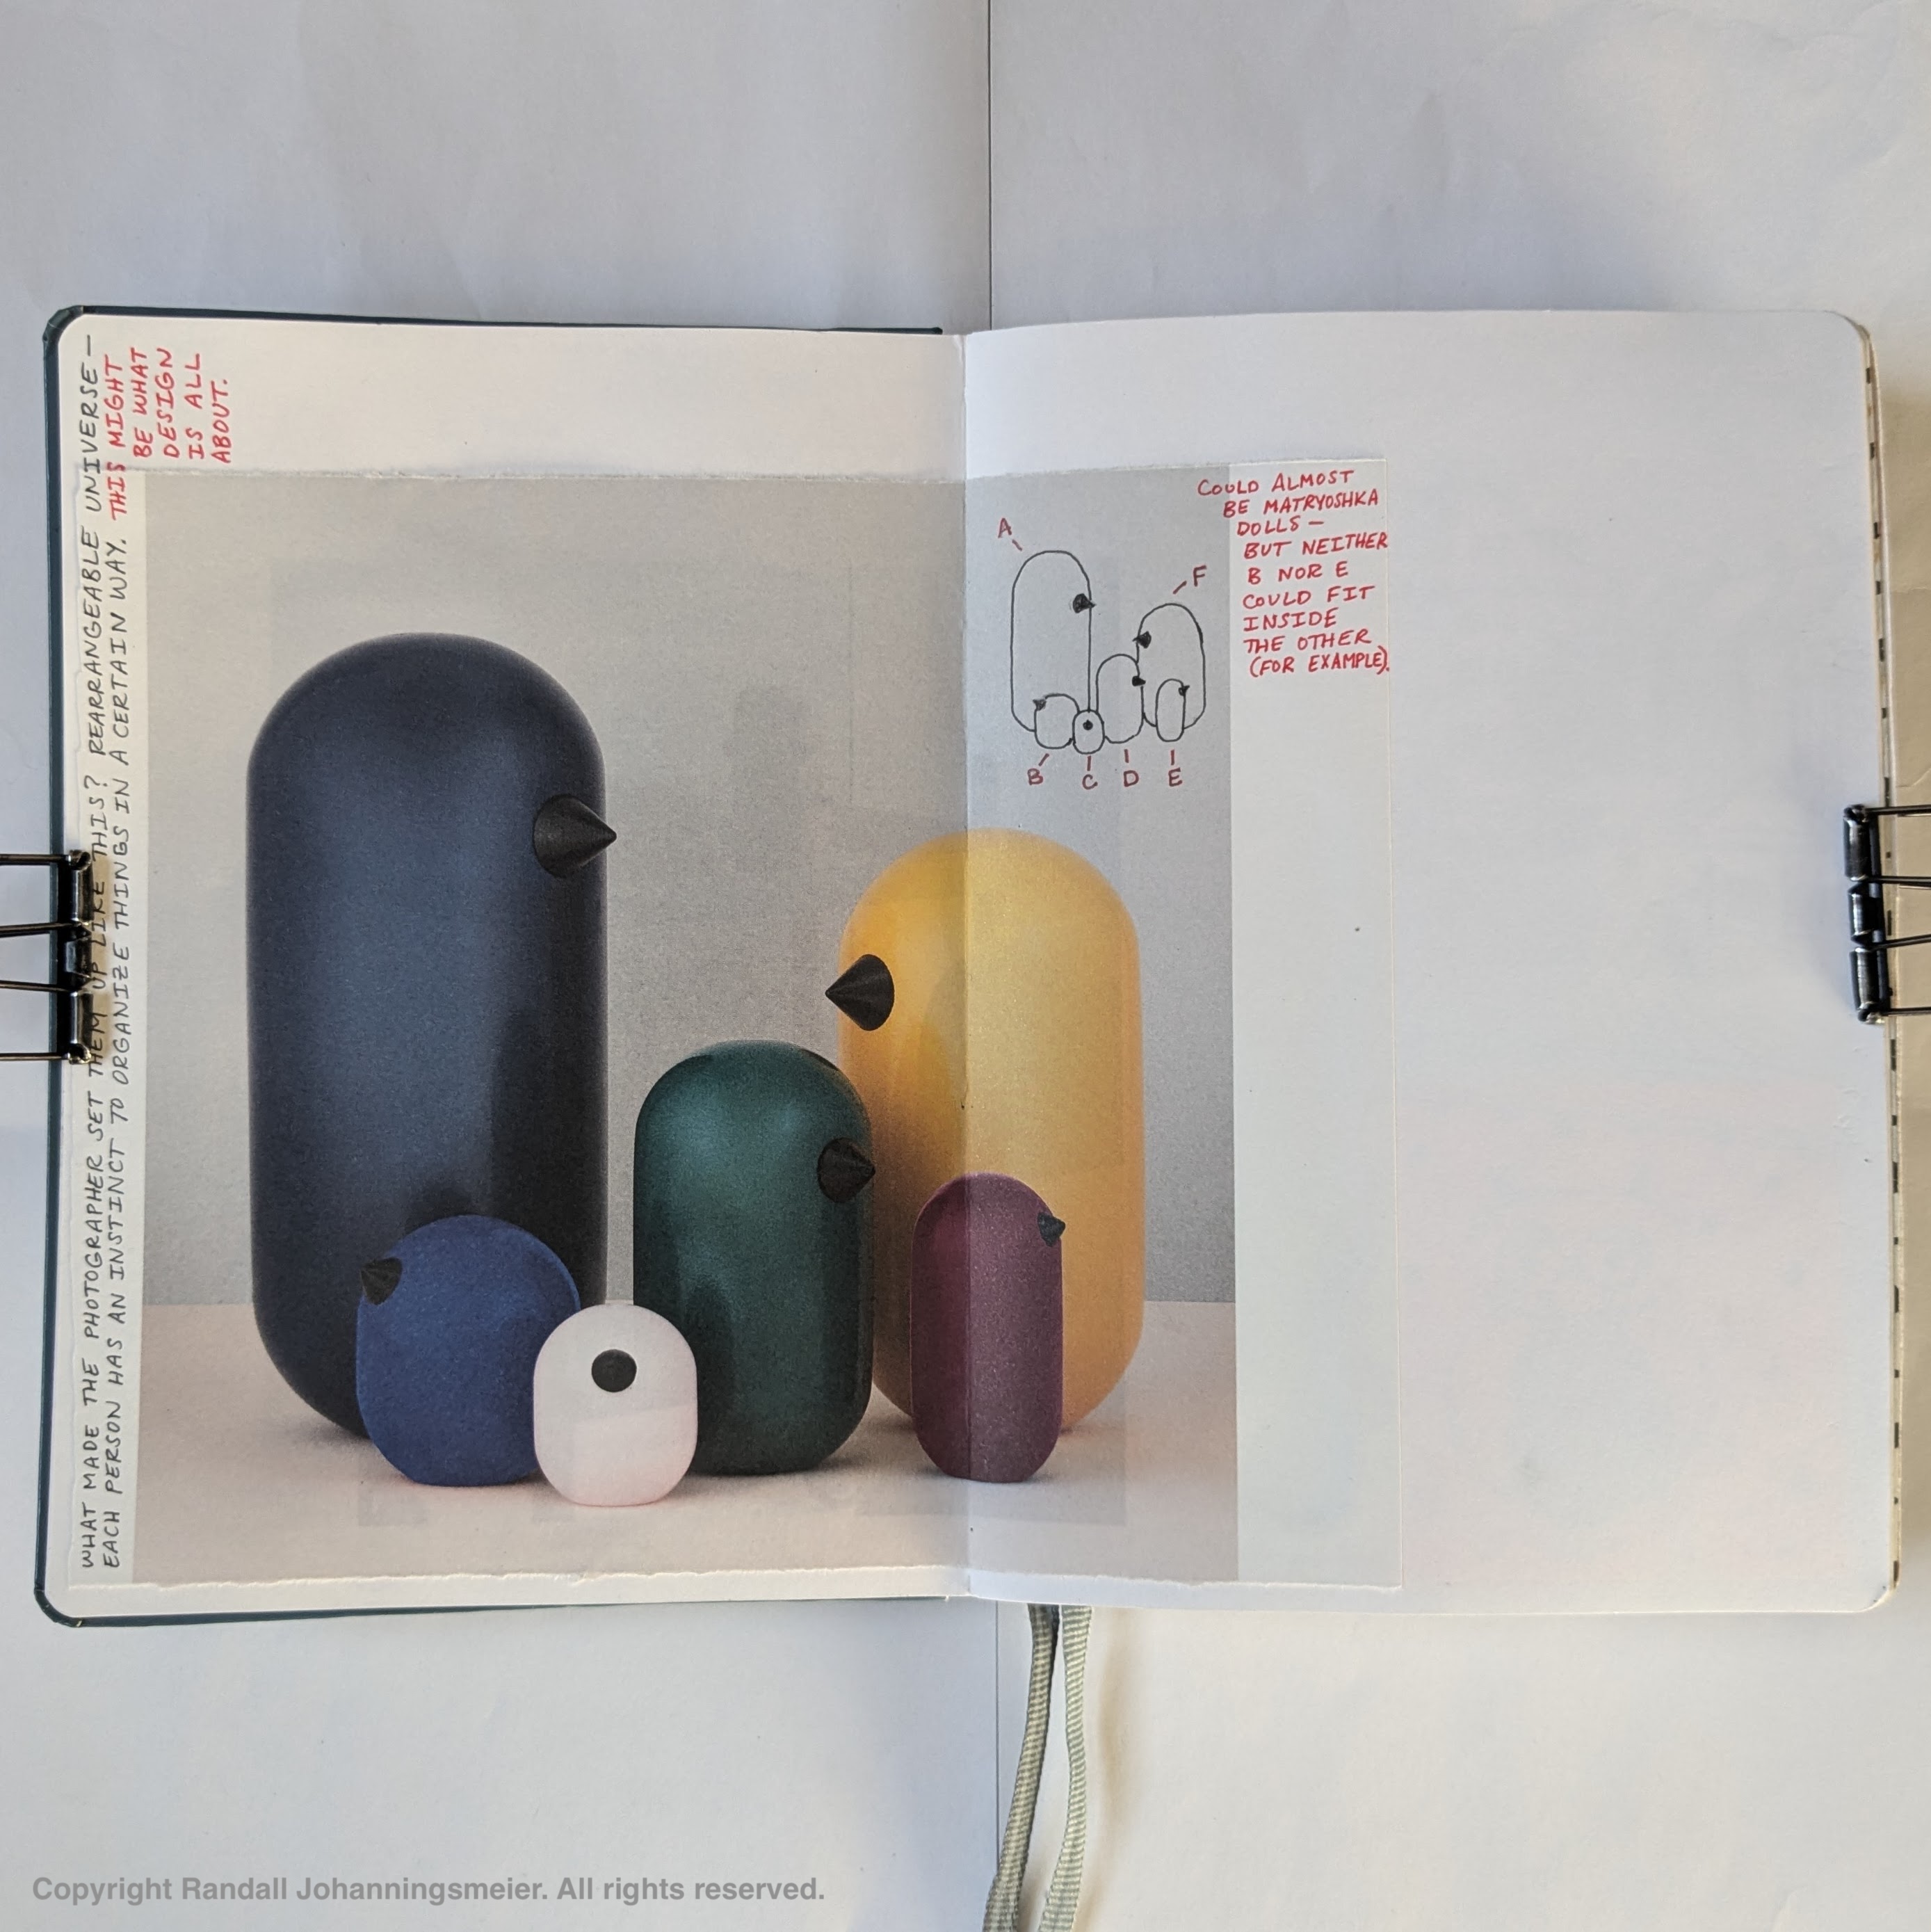 WHAT MADE THE PHOTOGRAPHER SET THEM UP LIKE THIS? REARRANGEABLE UNIVERSE—
EACH PERSON HAS AN INSTINCT TO ORGANIZE THINGS IN A CERTAIN WAY. THIS MIGHT
BE WHAT
DESIGN
IS ALL
ABOUT.
A
F
B C D E
COULD ALMOST
BE MATRYOSHKA
DOLLS—
BUT NEITHER
B NOR E
COULD FIT
INSIDE
THE OTHER
(FOR EXAMPLE).
Copyright Randall Johanningsmeier. All rights reserved.